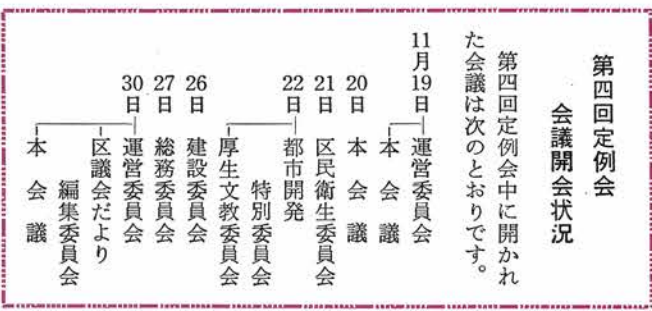 第四回定例会
会議開会状況
第四回定例会中に開かれ
た会議は次のとおりです。
11月19日―運営委員会
本会議
20日 本会議
21日 区民衛生委員会
22日―都市開発
特別委員会
厚生文教委員会
26日 建設委員会
27日 総務委員会
30日―運営委員会
区議会だより
編集委員会
本会議